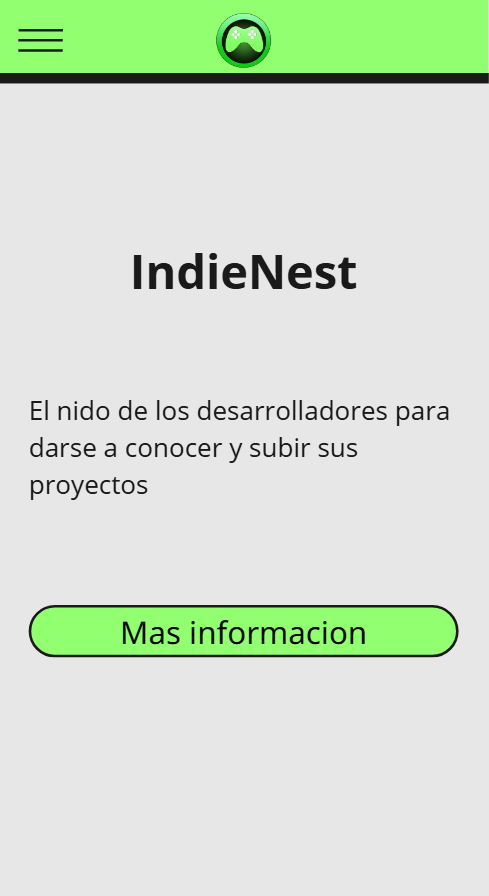 IndieNest
El nido de los desarrolladores para
darse a conocer y subir sus
proyectos
Mas informacion